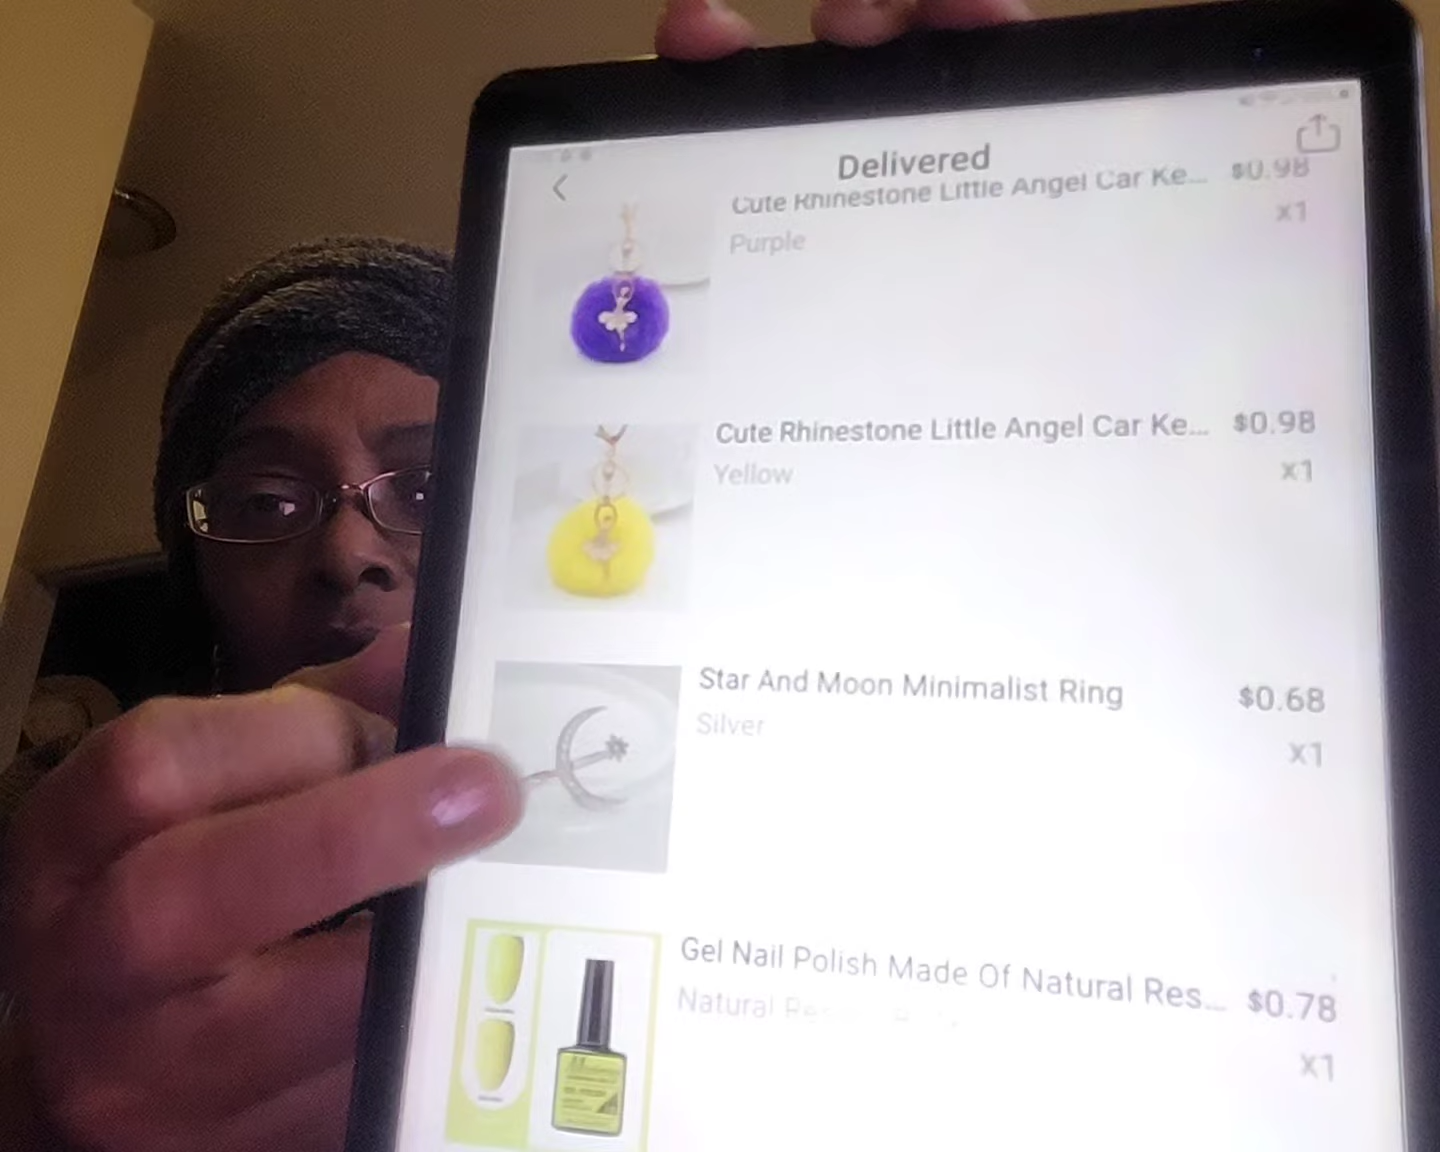 Delivered
Cute Rhinestone Little Angel Car Ke... $0.98
Purple x1
Cute Rhinestone Little Angel Car Ke... $0.98
Yellow x1
Star And Moon Minimalist Ring $0.68
Silver x1
Gel Nail Polish Made Of Natural Res... $0.78
Natural
x1